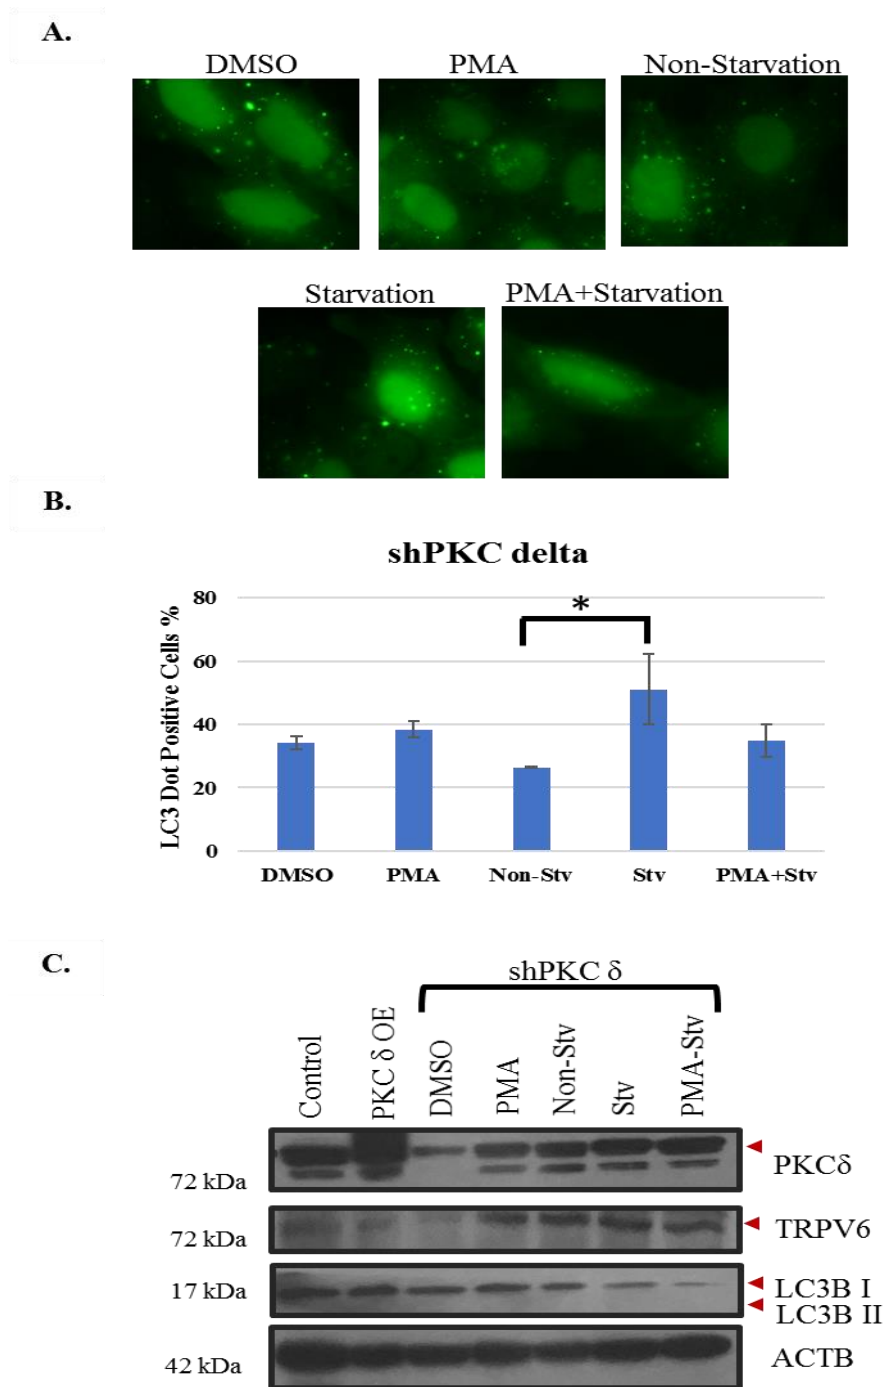 A.
DMSO PMA Non-Starvation
Starvation PMA+Starvation
B.
shPKC delta
LC3 Dot Positive Cells %
80
60
40
20
0
*
DMSO PMA Non-Stv Stv PMA+Stv
C.
shPKC δ
Control PKC δ OE DMSO PMA Non-Stv Stv PMA-Stv
72 kDa PKCδ
72 kDa TRPV6
17 kDa LC3B I
LC3B II
42 kDa ACTB